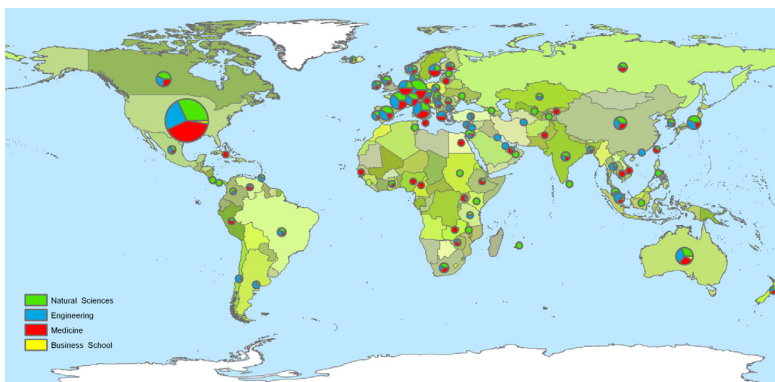 Natural Sciences
Engineering
Medicine
Business School